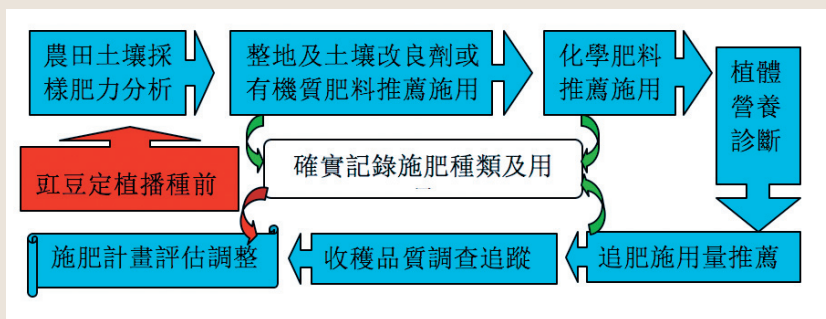 農田土壤採
樣肥力分析
整地及土壤改良劑或
有機質肥料推薦施用
化學肥料
推薦施用
植體
營養
診斷
豇豆定植播種前
確實記錄施肥種類及用
施肥計畫評估調整
收穫品質調查追蹤
追肥施用量推薦